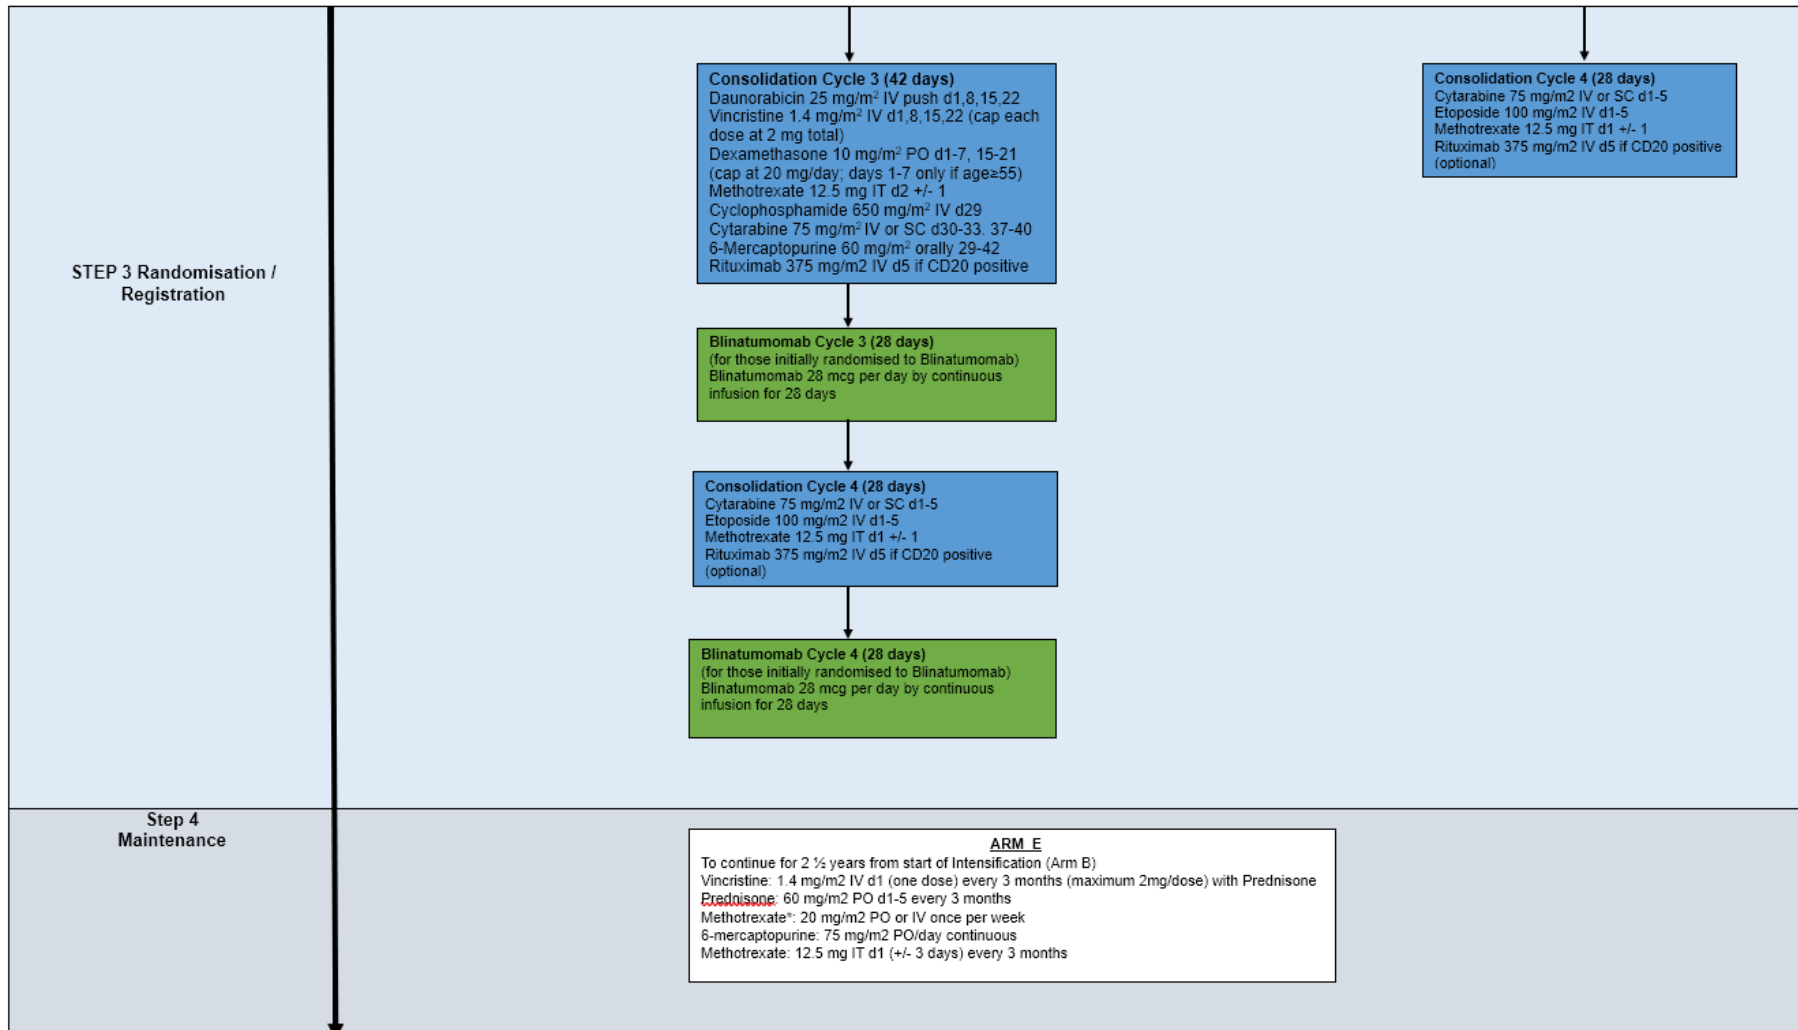 Consolidation Cycle 3 (42 days)
Daunorabicin 25 mg/m² IV push d1,8,15,22
Vincristine 1.4 mg/m² IV d1,8,15,22 (cap each
dose at 2 mg total)
Dexamethasone 10 mg/m² PO d1-7, 15-21
(cap at 20 mg/day; days 1-7 only if age≥55)
Methotrexate 12.5 mg IT d2 +/- 1
Cyclophosphamide 650 mg/m² IV d29
Cytarabine 75 mg/m² IV or SC d30-33. 37-40
6-Mercaptopurine 60 mg/m² orally 29-42
Rituximab 375 mg/m2 IV d5 if CD20 positive
Consolidation Cycle 4 (28 days)
Cytarabine 75 mg/m2 IV or SC d1-5
Etoposide 100 mg/m2 IV d1-5
Methotrexate 12.5 mg IT d1 +/- 1
Rituximab 375 mg/m2 IV d5 if CD20 positive
(optional)
STEP 3 Randomisation /
Registration
Blinatumomab Cycle 3 (28 days)
(for those initially randomised to Blinatumomab)
Blinatumomab 28 mcg per day by continuous
infusion for 28 days
Consolidation Cycle 4 (28 days)
Cytarabine 75 mg/m2 IV or SC d1-5
Etoposide 100 mg/m2 IV d1-5
Methotrexate 12.5 mg IT d1 +/- 1
Rituximab 375 mg/m2 IV d5 if CD20 positive
(optional)
Blinatumomab Cycle 4 (28 days)
(for those initially randomised to Blinatumomab)
Blinatumomab 28 mcg per day by continuous
infusion for 28 days
Step 4
Maintenance
ARM E
To continue for 2 ½ years from start of Intensification (Arm B)
Vincristine: 1.4 mg/m2 IV d1 (one dose) every 3 months (maximum 2mg/dose) with Prednisone
Prednisone: 60 mg/m2 PO d1-5 every 3 months
Methotrexate*: 20 mg/m2 PO or IV once per week
6-mercaptopurine: 75 mg/m2 PO/day continuous
Methotrexate: 12.5 mg IT d1 (+/- 3 days) every 3 months